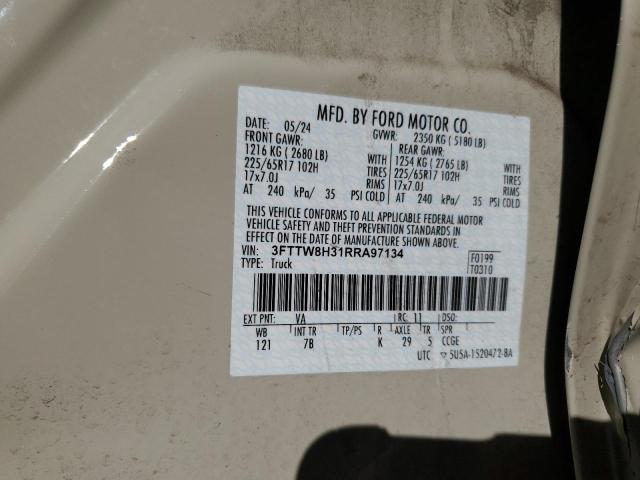 MFD. BY FORD MOTOR CO.
DATE: 05/24 GVWR: 2350 KG ( 5180 LB)
FRONT GAWR: REAR GAWR:
1216 KG ( 2680 LB) WITH 1254 KG ( 2765 LB) WITH
225/65R17 102H TIRES 225/65R17 102H TIRES
17x7.0J RIMS 17x7.0J RIMS
AT 240 kPa/ 35 PSI COLD AT 240 kPa/ 35 PSI COLD
THIS VEHICLE CONFORMS TO ALL APPLICABLE FEDERAL MOTOR
VEHICLE SAFETY AND THEFT PREVENTION STANDARDS IN
EFFECT ON THE DATE OF MANUFACTURE SHOWN ABOVE.
VIN: 3FTTW8H31RRA97134 F0199
TYPE: Truck T0310
EXT PNT: VA RC: 11 DSO:
WB INT TR TP/PS R AXLE TR SPR
121 7B K 29 5 CCGE
UTC ▽ 5U5A-1520472-BA